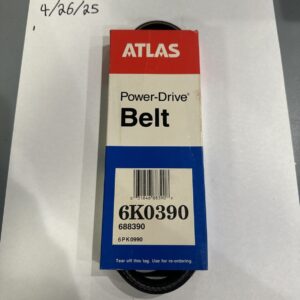 4/26/25
ATLAS
Power-Drive®
Belt
6K0390
688390
6PK0990
Tear off this tag. Use for re-ordering.